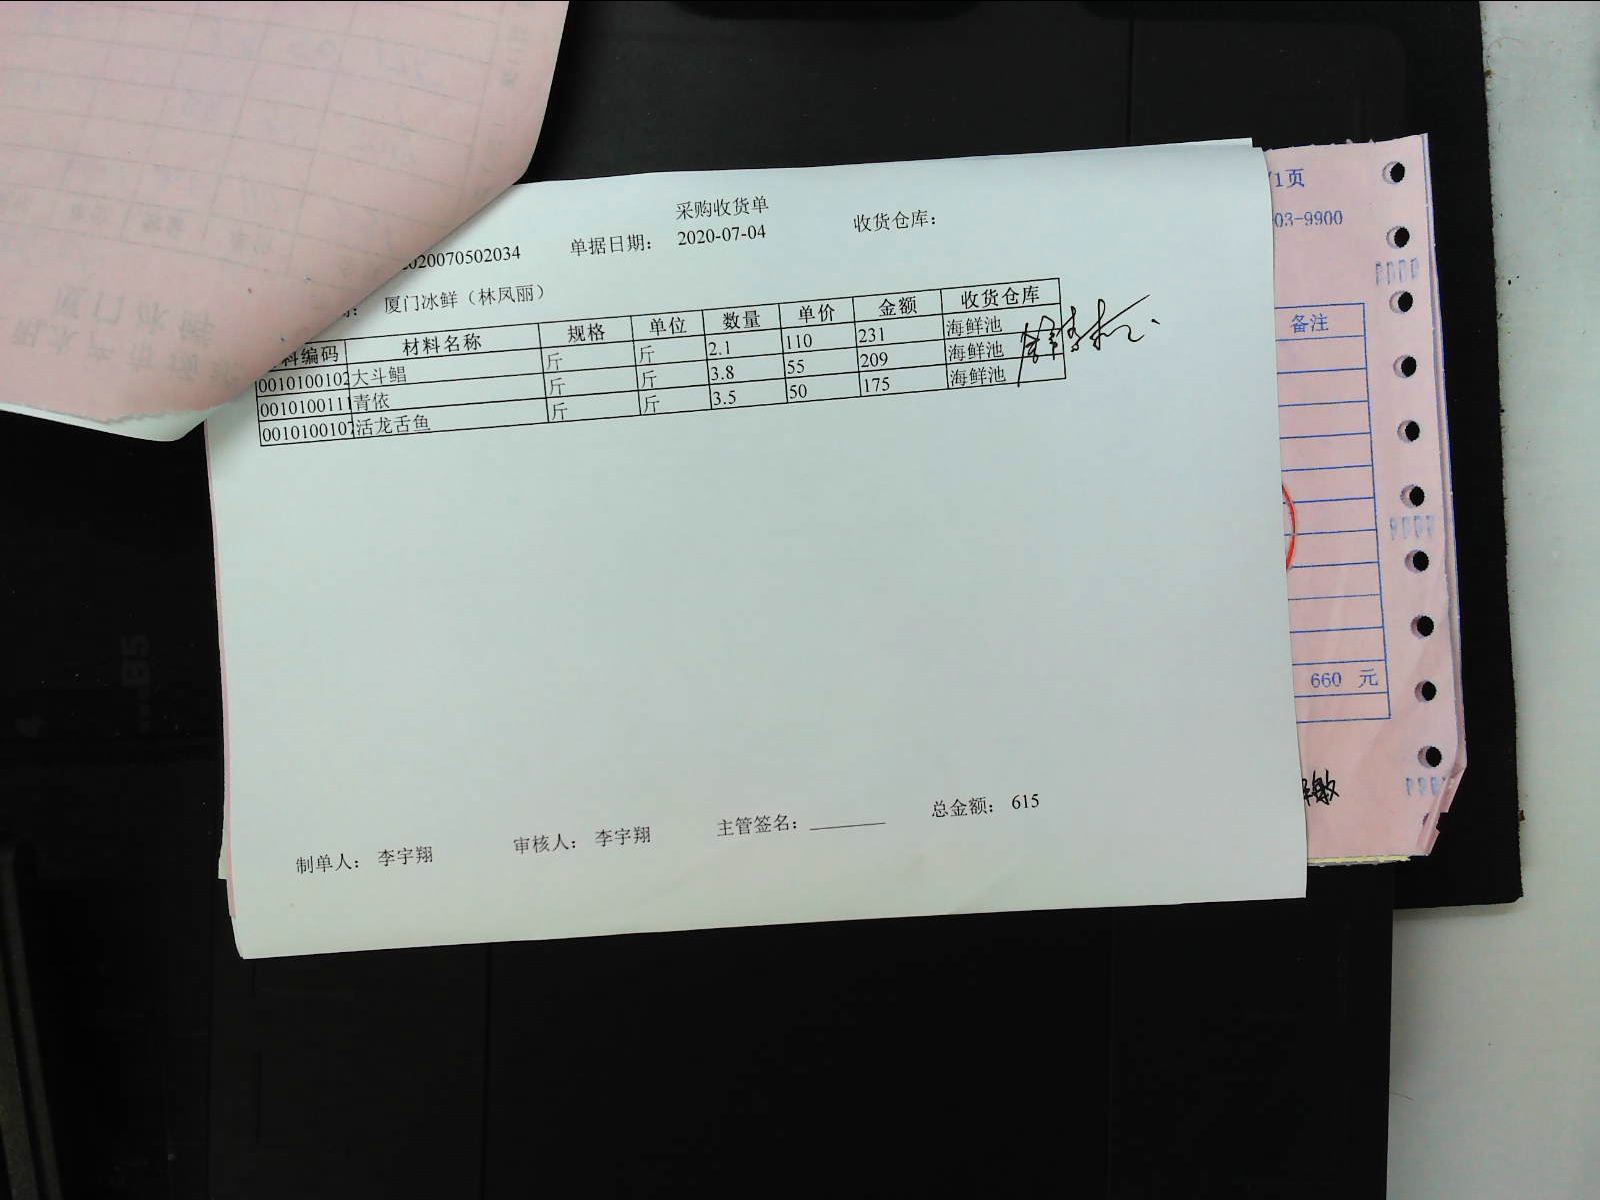 采购收货单
2020070502034 单据日期： 2020-07-04 收货仓库：
厦门冰鲜（林凤丽）
料编码 材料名称 规格 单位 数量 单价 金额 收货仓库
0010100102 大斗鲳 斤 斤 2.1 110 231 海鲜池
0010100111 青依 斤 斤 3.8 55 209 海鲜池
0010100107 活龙舌鱼 斤 斤 3.5 50 175 海鲜池
制单人： 李宇翔 审核人： 李宇翔 主管签名： 总金额： 615
/1页
03-9900
备注
660 元